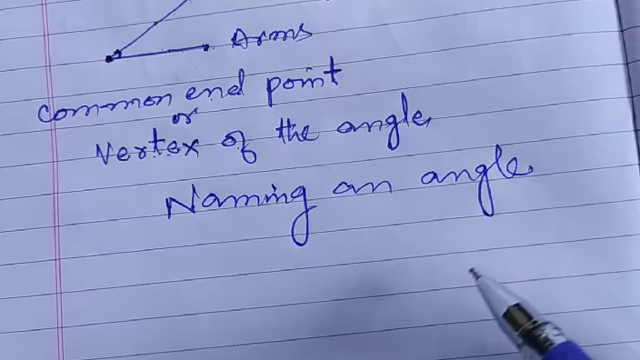 Arms
Common end point
or
Vertex of the angle
Naming an angle